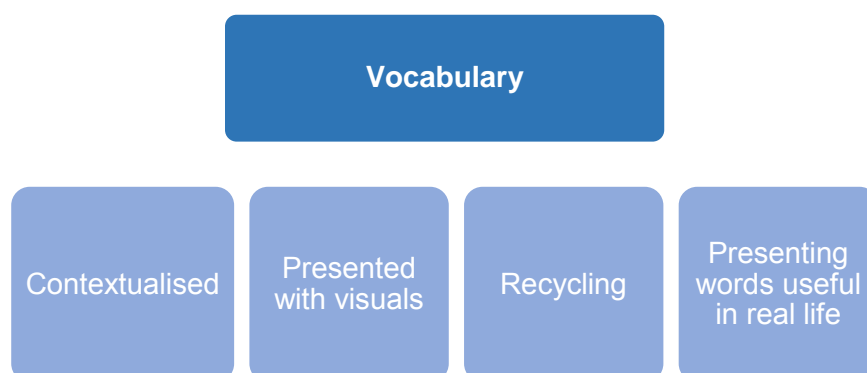 Vocabulary
Contextualised
Presented
with visuals
Recycling
Presenting
words useful
in real life